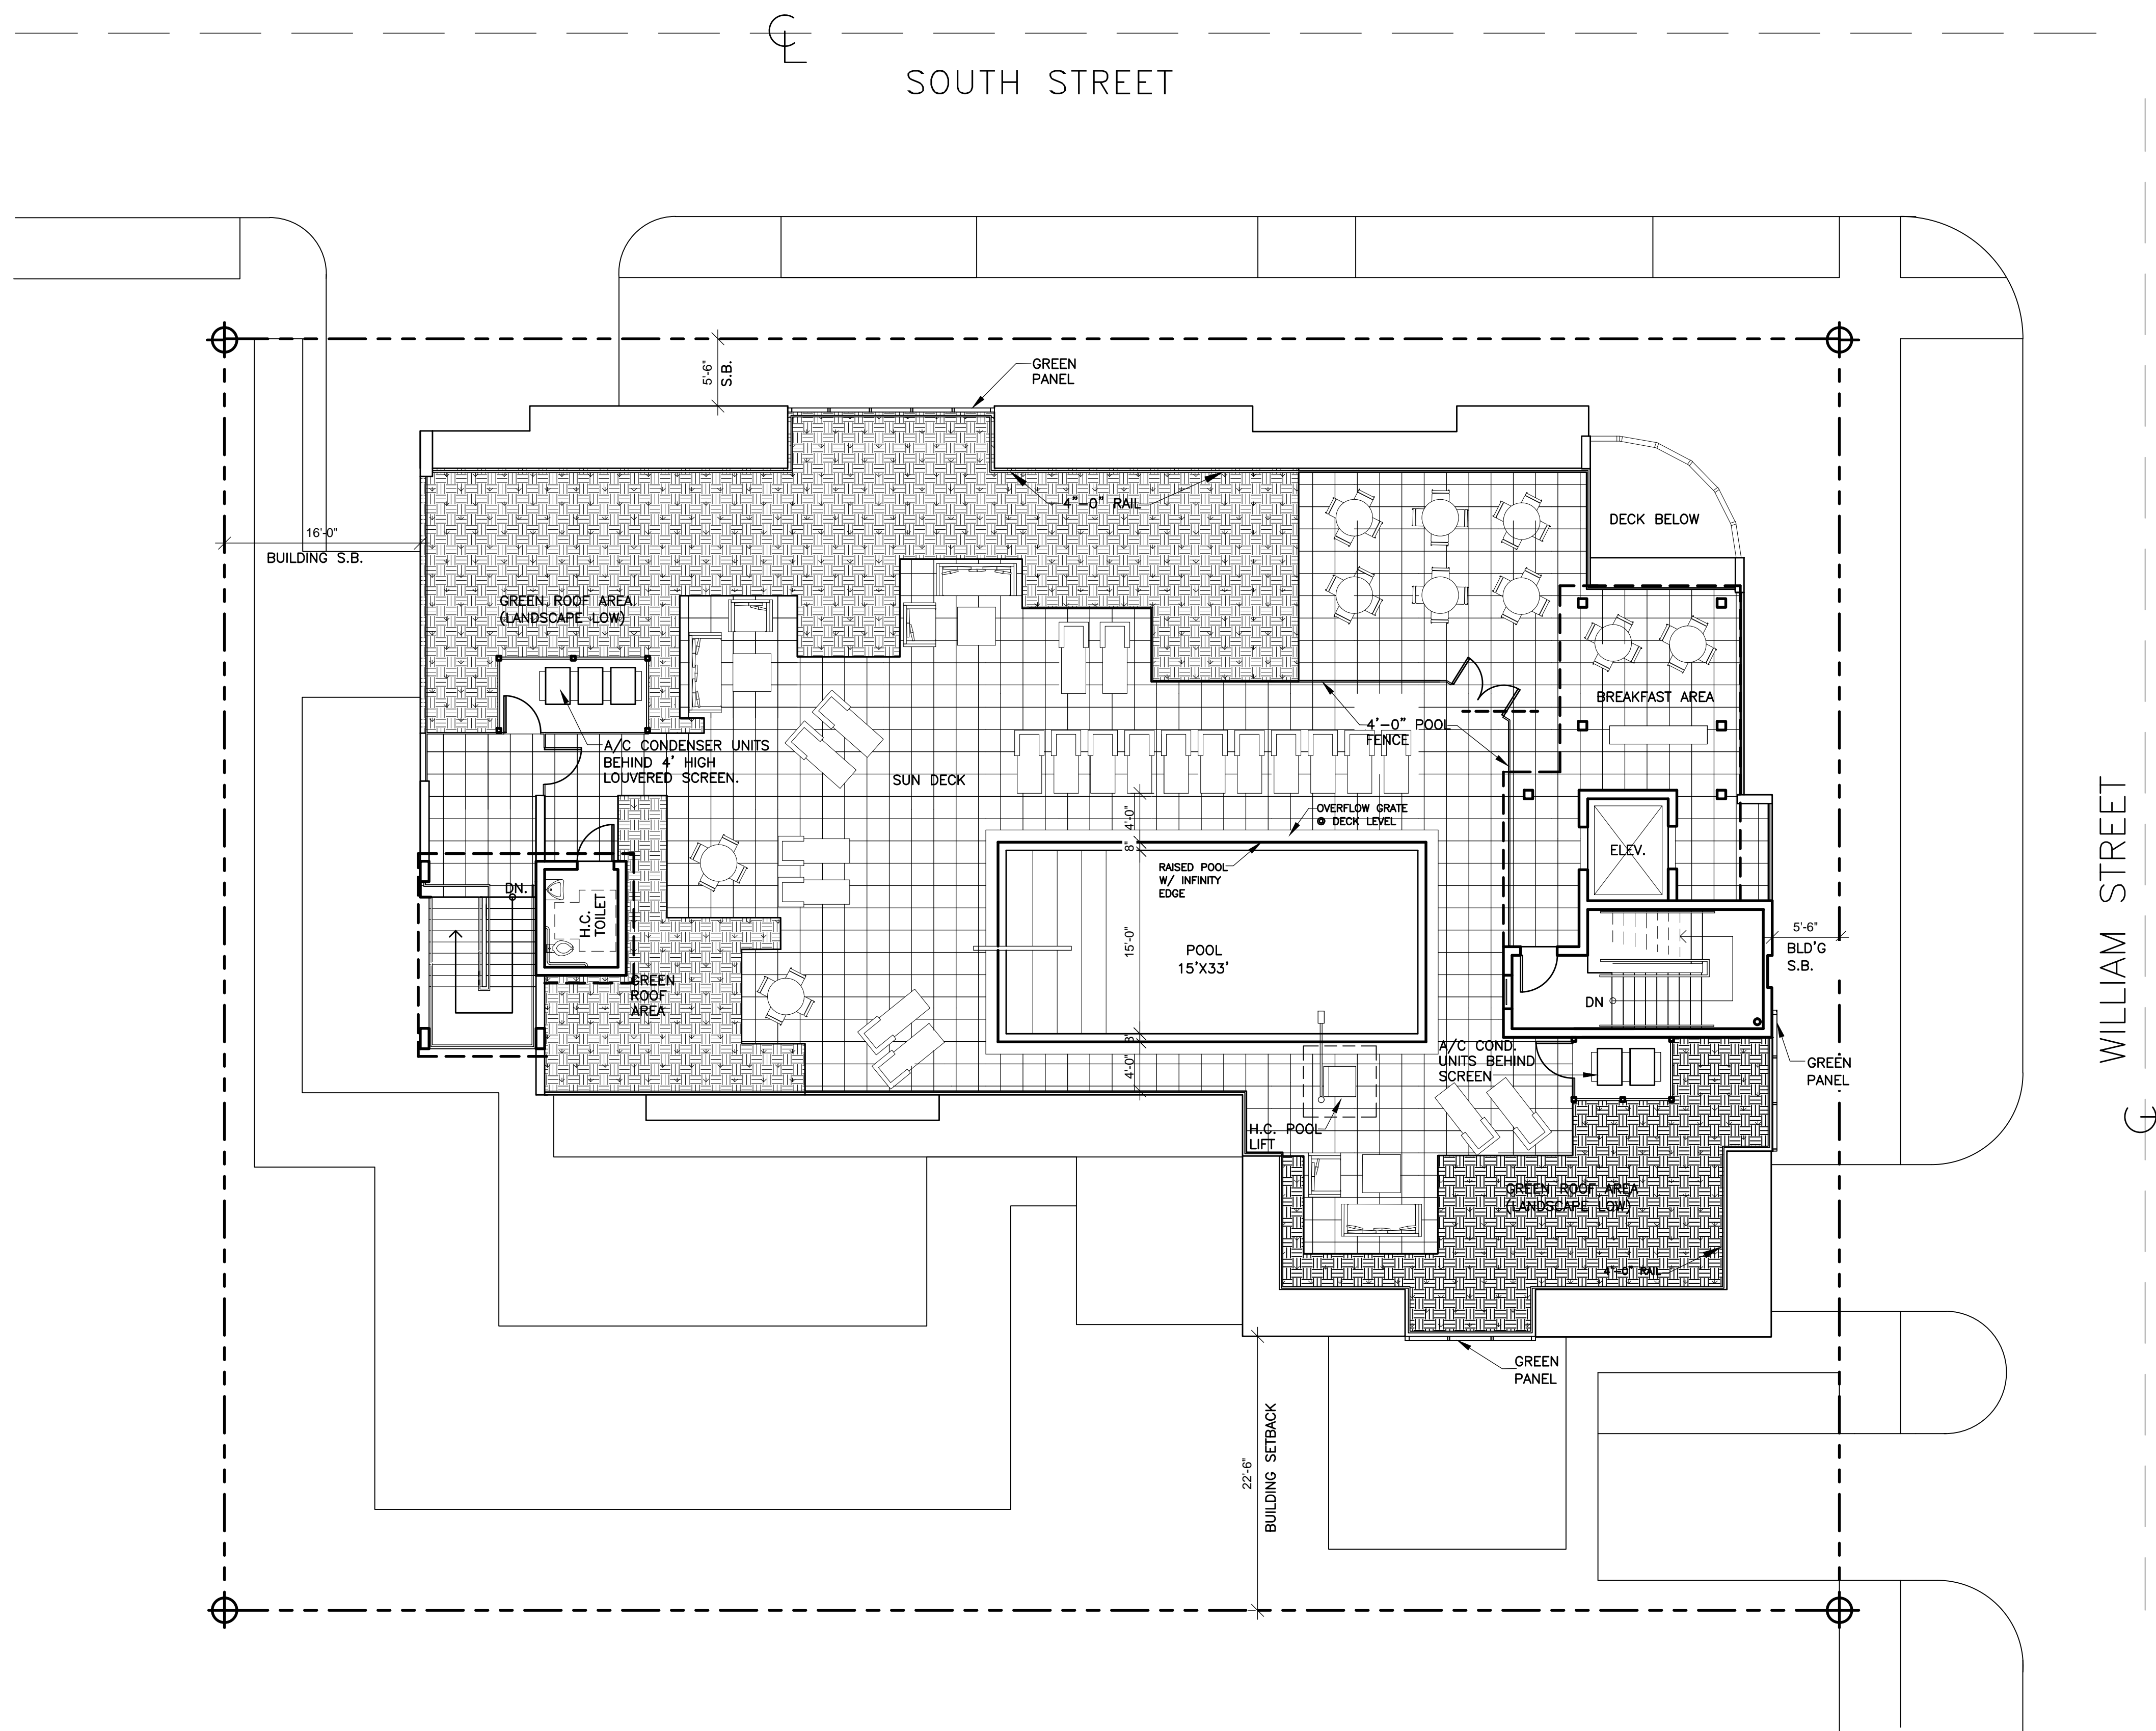 SOUTH STREET
GREEN
PANEL
5'-6"
S.B.
4"-0" RAIL
DECK BELOW
16'-0"
BUILDING S.B.
GREEN ROOF AREA
(LANDSCAPE LOW)
BREAKFAST AREA
4'-0" POOL
FENCE
A/C CONDENSER UNITS
BEHIND 4' HIGH
LOUVERED SCREEN.
SUN DECK
OVERFLOW GRATE
@ DECK LEVEL
4'-0"
8"
RAISED POOL
W/ INFINITY
EDGE
ELEV.
DN.
H.C.
TOILET
15'-0"
POOL
15'X33'
5'-6"
BLD'G
S.B.
WILLIAM STREET
GREEN
ROOF
AREA
DN
8"
4'-0"
A/C COND.
UNITS BEHIND
SCREEN
GREEN
PANEL
H.C. POOL
LIFT
GREEN ROOF AREA
(LANDSCAPE LOW)
4"-0" RAIL
GREEN
PANEL
22'-6"
BUILDING SETBACK